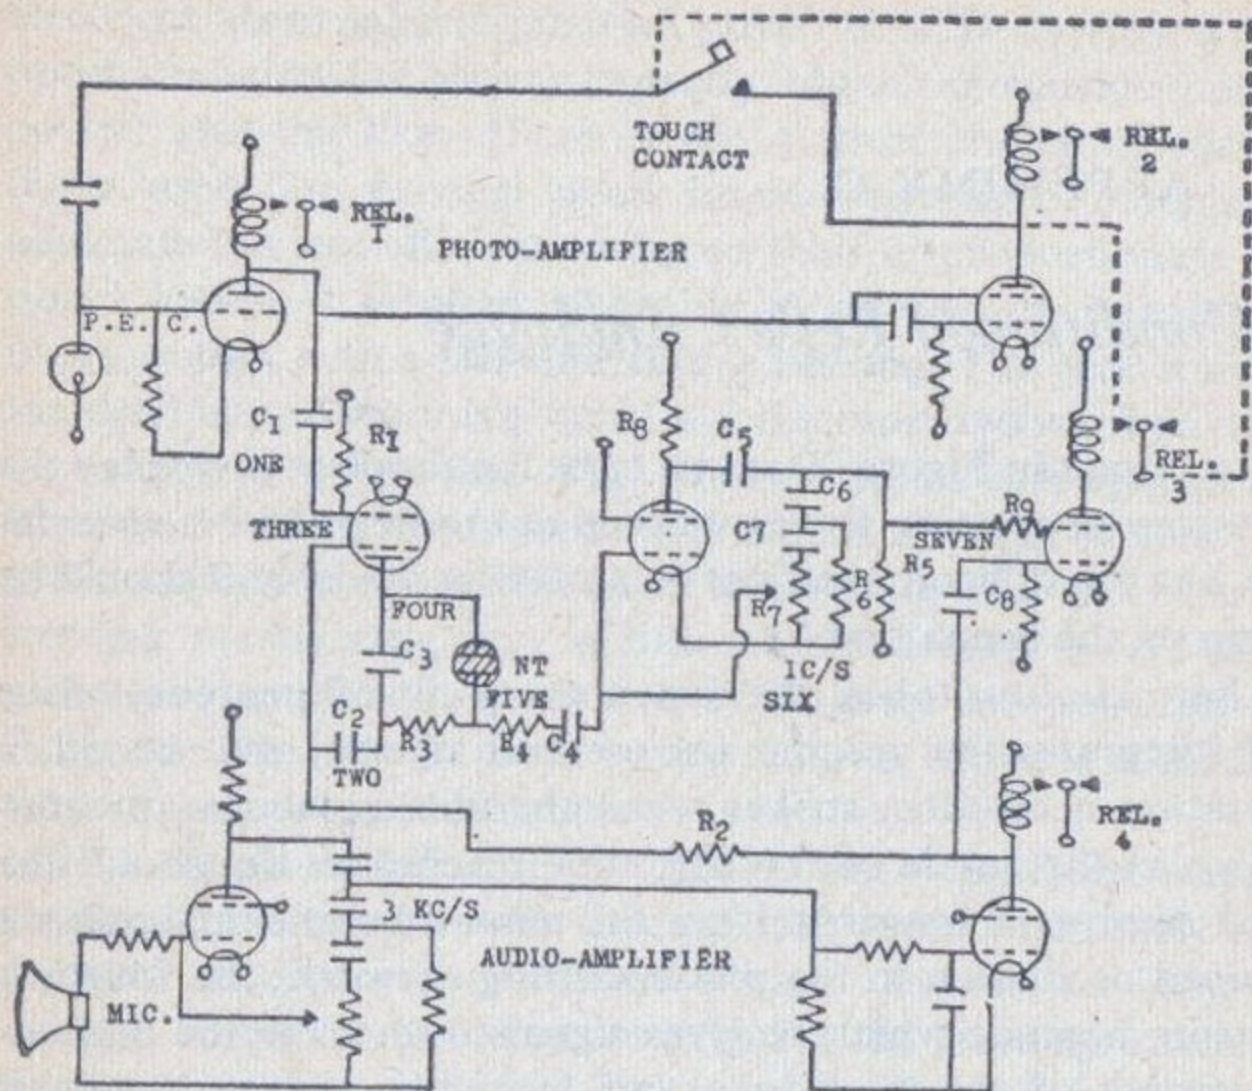 TOUCH
CONTACT
REL.
2
REL.
I
PHOTO-AMPLIFIER
P.E. C.
C1
R1
ONE
R8
C5
C6
C7
REL.
3
R9
SEVEN
THREE
R5
R
6
R7
C8
FOUR
C3
NT
1C/S
FIVE
SIX
C2
R3
R4
C4
TWO
R2
REL.
4
3 KC/S
AUDIO-AMPLIFIER
MIC.